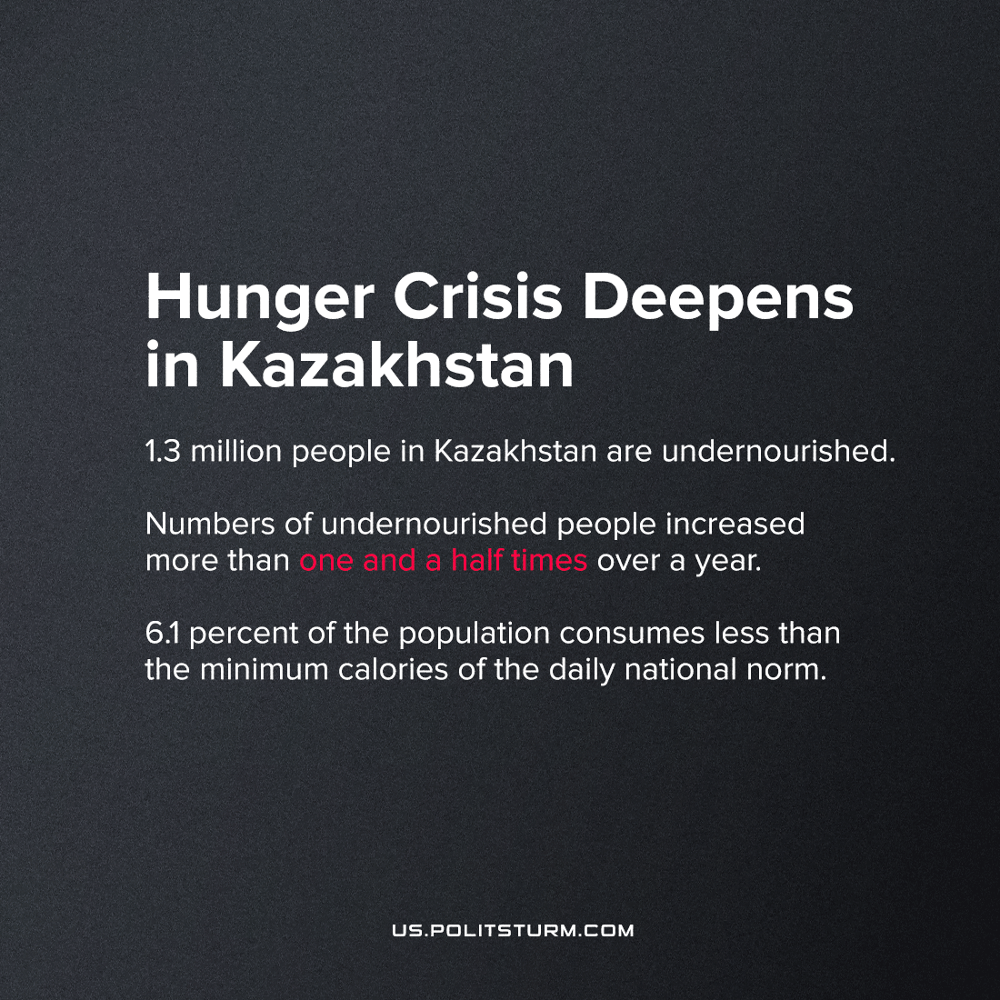 Hunger Crisis Deepens
in Kazakhstan
1.3 million people in Kazakhstan are undernourished.
Numbers of undernourished people increased
more than one and a half times over a year.
6.1 percent of the population consumes less than
the minimum calories of the daily national norm.
US.POLITSTURM.COM